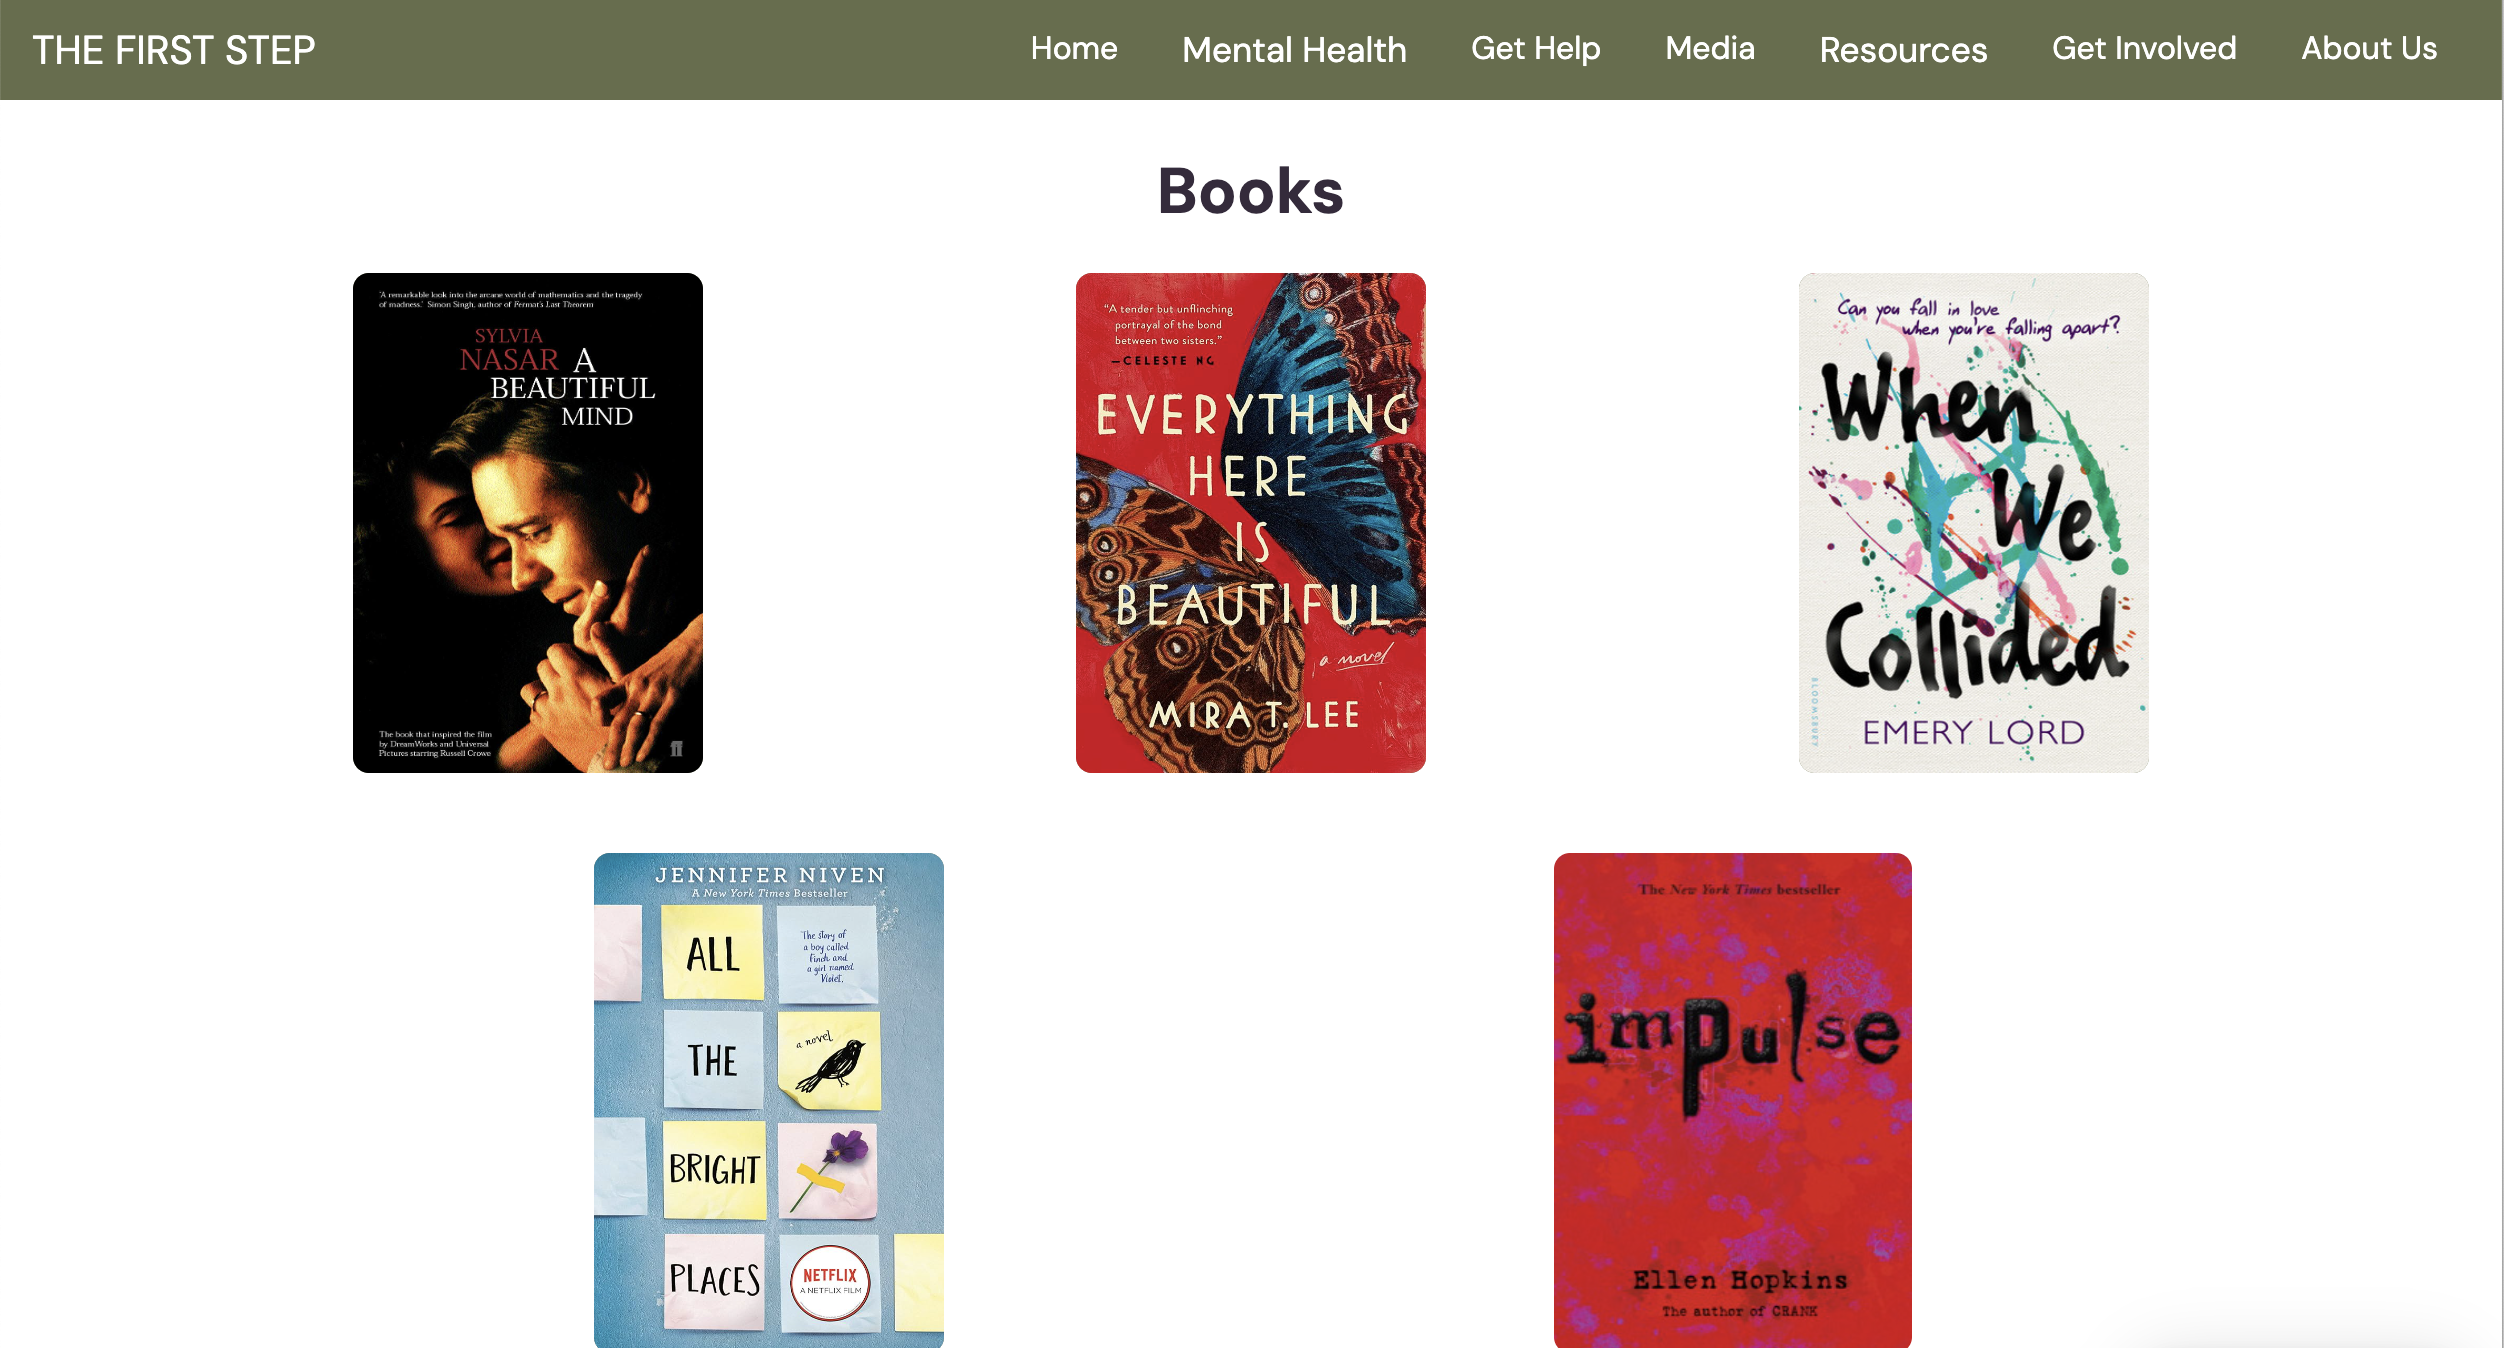 THE FIRST STEP
Home Mental Health Get Help Media Resources Get Involved About Us
Books
'A remarkable look into the arcane world of mathematics and the tragedy
of madness.' Simon Singh, author of Fermat's Last Theorem
SYLVIA
NASAR A
BEAUTIFUL
MIND
The book that inspired the film
by DreamWorks and Universal
Pictures starring Russell Crowe
ff
"A tender but unflinching
portrayal of the bond
between two sisters."
—CELESTE NG
EVERYTHING
HERE
IS
BEAUTIFUL
a novel
MIRA T. LEE
Can you fall in love
when you're falling apart?
When
We
Collided
BLOOMSBURY
EMERY LORD
JENNIFER NIVEN
A New York Times Bestseller
ALL
The story of
a boy called
Finch and
a girl named
Violet.
THE
a novel
BRIGHT
PLACES
NETFLIX
A NETFLIX FILM
The New York Times bestseller
impulse
Ellen Hopkins
The author of CRANK